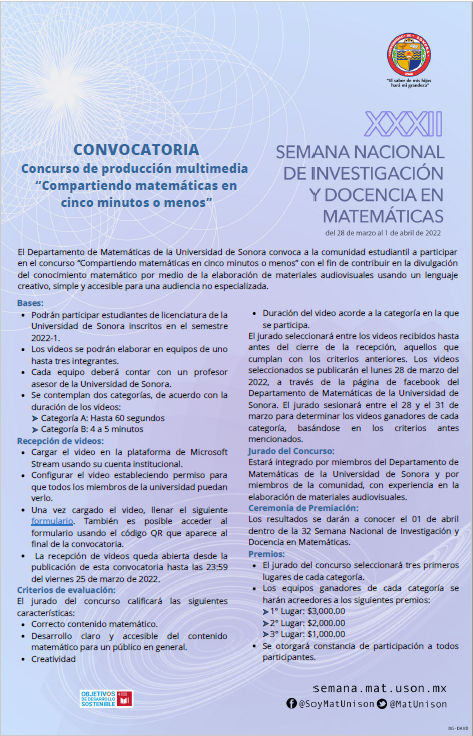 "El saber de mis hijos
hará mi grandeza"
XXXII
SEMANA NACIONAL
DE INVESTIGACIÓN
Y DOCENCIA EN
MATEMÁTICAS
del 28 de marzo al 1 de abril de 2022
CONVOCATORIA
Concurso de producción multimedia
"Compartiendo matemáticas en
cinco minutos o menos"
El Departamento de Matemáticas de la Universidad de Sonora convoca a la comunidad estudiantil a participar
en el concurso "Compartiendo matemáticas en cinco minutos o menos" con el fin de contribuir en la divulgación
del conocimiento matemático por medio de la elaboración de materiales audiovisuales usando un lenguaje
creativo, simple y accesible para una audiencia no especializada.
Bases:
• Podrán participar estudiantes de licenciatura de la
Universidad de Sonora inscritos en el semestre
2022-1.
• Los videos se podrán elaborar en equipos de uno
hasta tres integrantes.
• Cada equipo deberá contar con un profesor
asesor de la Universidad de Sonora.
• Se contemplan dos categorías, de acuerdo con la
duración de los videos:
➤ Categoría A: Hasta 60 segundos
➤ Categoría B: 4 a 5 minutos
Recepción de videos:
• Cargar el video en la plataforma de Microsoft
Stream usando su cuenta institucional.
• Configurar el video estableciendo permiso para
que todos los miembros de la universidad puedan
verlo.
• Una vez cargado el video, llenar el siguiente
formulario. También es posible acceder al
formulario usando el código QR que aparece al
final de la convocatoria.
• La recepción de videos queda abierta desde la
publicación de esta convocatoria hasta las 23:59
del viernes 25 de marzo de 2022.
Criterios de evaluación:
El jurado del concurso calificará las siguientes
características:
• Correcto contenido matemático.
• Desarrollo claro y accesible del contenido
matemático para un público en general.
• Creatividad
• Duración del video acorde a la categoría en la que
se participa.
El jurado seleccionará entre los videos recibidos hasta
antes del cierre de la recepción, aquellos que
cumplan con los criterios anteriores. Los videos
seleccionados se publicarán el lunes 28 de marzo del
2022, a través de la página de facebook del
Departamento de Matemáticas de la Universidad de
Sonora. El jurado sesionará entre el 28 y el 31 de
marzo para determinar los videos ganadores de cada
categoría, basándose en los criterios antes
mencionados.
Jurado del Concurso:
Estará integrado por miembros del Departamento de
Matemáticas de la Universidad de Sonora y por
miembros de la comunidad, con experiencia en la
elaboración de materiales audiovisuales.
Ceremonia de Premiación:
Los resultados se darán a conocer el 01 de abril
dentro de la 32 Semana Nacional de Investigación y
Docencia en Matemáticas.
Premios:
• El jurado del concurso seleccionará tres primeros
lugares de cada categoría.
• Los equipos ganadores de cada categoría se
harán acreedores a los siguientes premios:
➤ 1° Lugar: $3,000.00
➤ 2° Lugar: $2,000.00
➤ 3° Lugar: $1,000.00
• Se otorgará constancia de participación a todos
participantes.
OBJETIVOS
DE DESARROLLO
SOSTENIBLE
semana.mat.uson.mx
@SoyMatUnison @MatUnison